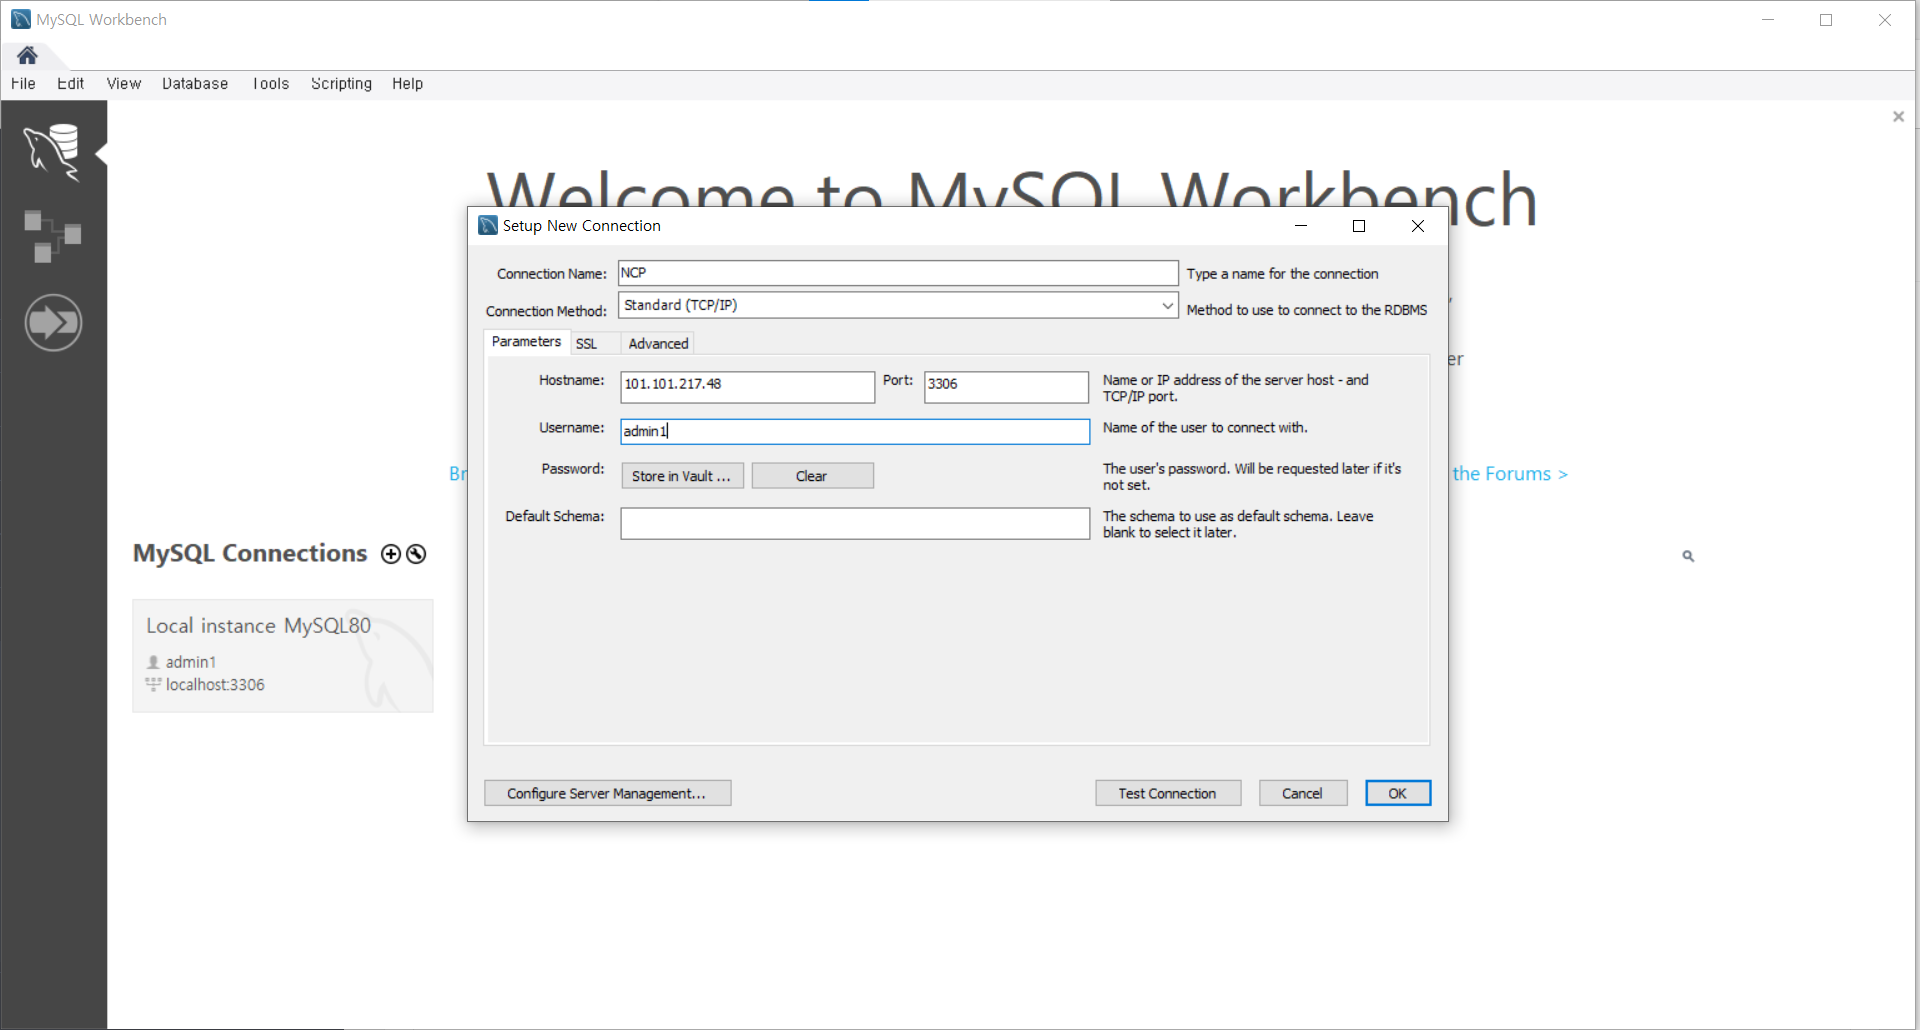 MySQL Workbench
File Edit View Database Tools Scripting Help
Welcome to MySQL Workbench
Setup New Connection
Connection Name: NCP Type a name for the connection
Connection Method: Standard (TCP/IP) Method to use to connect to the RDBMS
Parameters SSL Advanced
er
Hostname: 101.101.217.48 Port: 3306 Name or IP address of the server host - and
TCP/IP port.
Username: admin1 Name of the user to connect with.
Password: Store in Vault ... Clear The user's password. Will be requested later if it's
not set.
Br the Forums >
Default Schema: The schema to use as default schema. Leave
blank to select it later.
MySQL Connections
Local instance MySQL80
admin1
localhost:3306
Configure Server Management... Test Connection Cancel OK